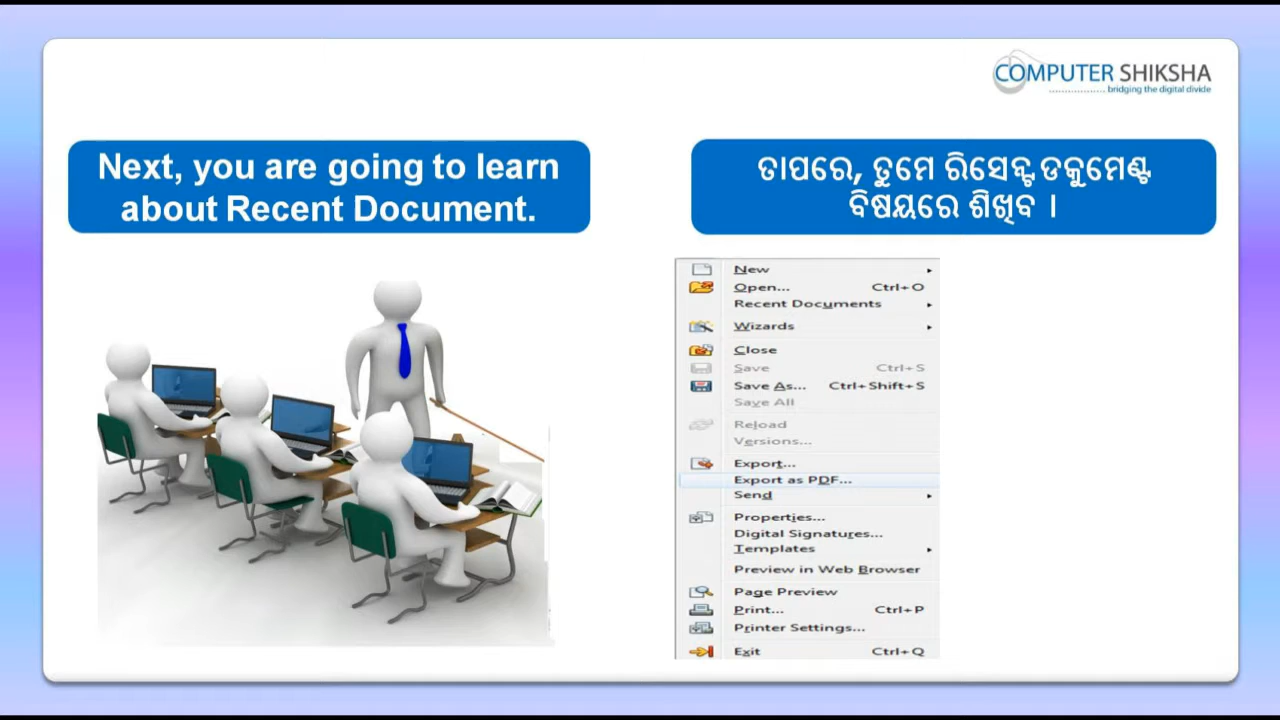 COMPUTER SHIKSHA
bridging the digital divide
Next, you are going to learn
about Recent Document.
ତାପରେ, ତୁମେ ରିସେନ୍ଟ ଡକୁମେଣ୍ଟ
ବିଷୟରେ ଶିଖିବ ।
New
Open... Ctrl+O
Recent Documents
Wizards
Close
Save Ctrl+S
Save As... Ctrl+Shift+S
Save All
Reload
Versions...
Export...
Export as PDF...
Send
Properties...
Digital Signatures...
Templates
Preview in Web Browser
Page Preview
Print... Ctrl+P
Printer Settings...
Exit Ctrl+Q